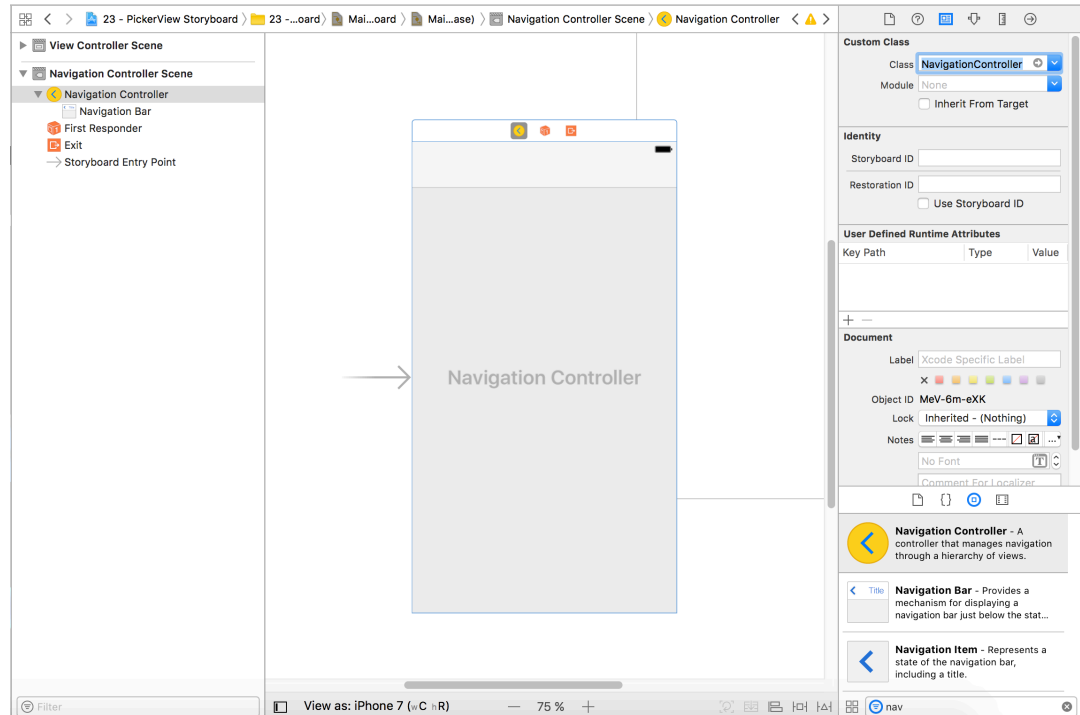 23 - PickerView Storyboard
23 -...oard
Mai...oard
Mai...ase)
Navigation Controller Scene
Navigation Controller
View Controller Scene
Navigation Controller Scene
Navigation Controller
Navigation Bar
First Responder
Exit
Storyboard Entry Point
Filter
Navigation Controller
View as: iPhone 7 (wC hR)
75 %
Custom Class
Class NavigationController
Module None
Inherit From Target
Identity
Storyboard ID
Restoration ID
Use Storyboard ID
User Defined Runtime Attributes
Key Path Type Value
Document
Label Xcode Specific Label
Object ID MeV-6m-eXK
Lock Inherited - (Nothing)
Notes
No Font
Comment For Localizer
Navigation Controller - A
controller that manages navigation
through a hierarchy of views.
Title
Navigation Bar - Provides a
mechanism for displaying a
navigation bar just below the stat...
Navigation Item - Represents a
state of the navigation bar,
including a title.
nav